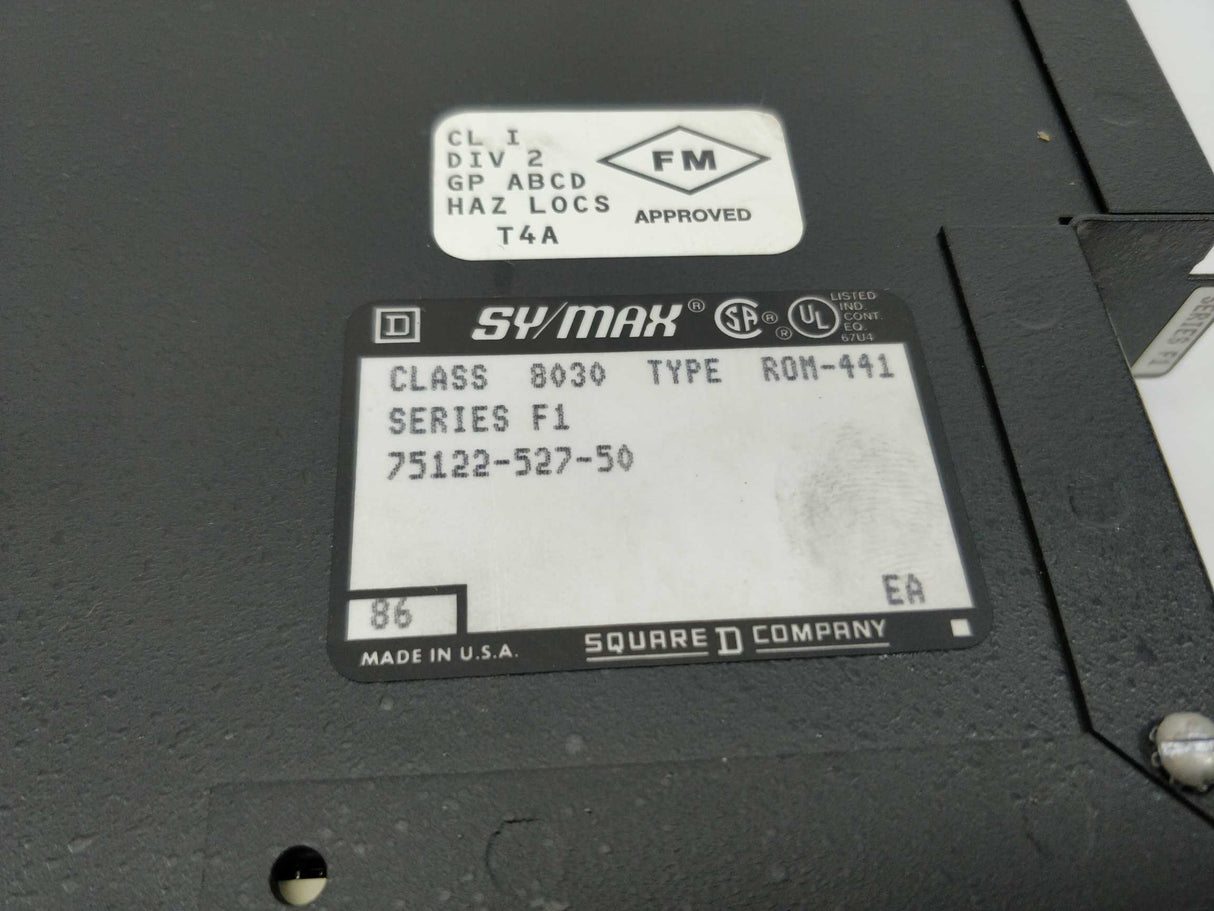 CL I
DIV 2
GP ABCD
HAZ LOCS
T4A
FM
APPROVED
D SY/MAX® SA® ®UL
LISTED
IND.
CONT.
EQ.
67U4
CLASS 8030 TYPE ROM-441
SERIES F1
75122-527-50
86
EA
MADE IN U.S.A.
SQUARE D COMPANY
SERIES F1